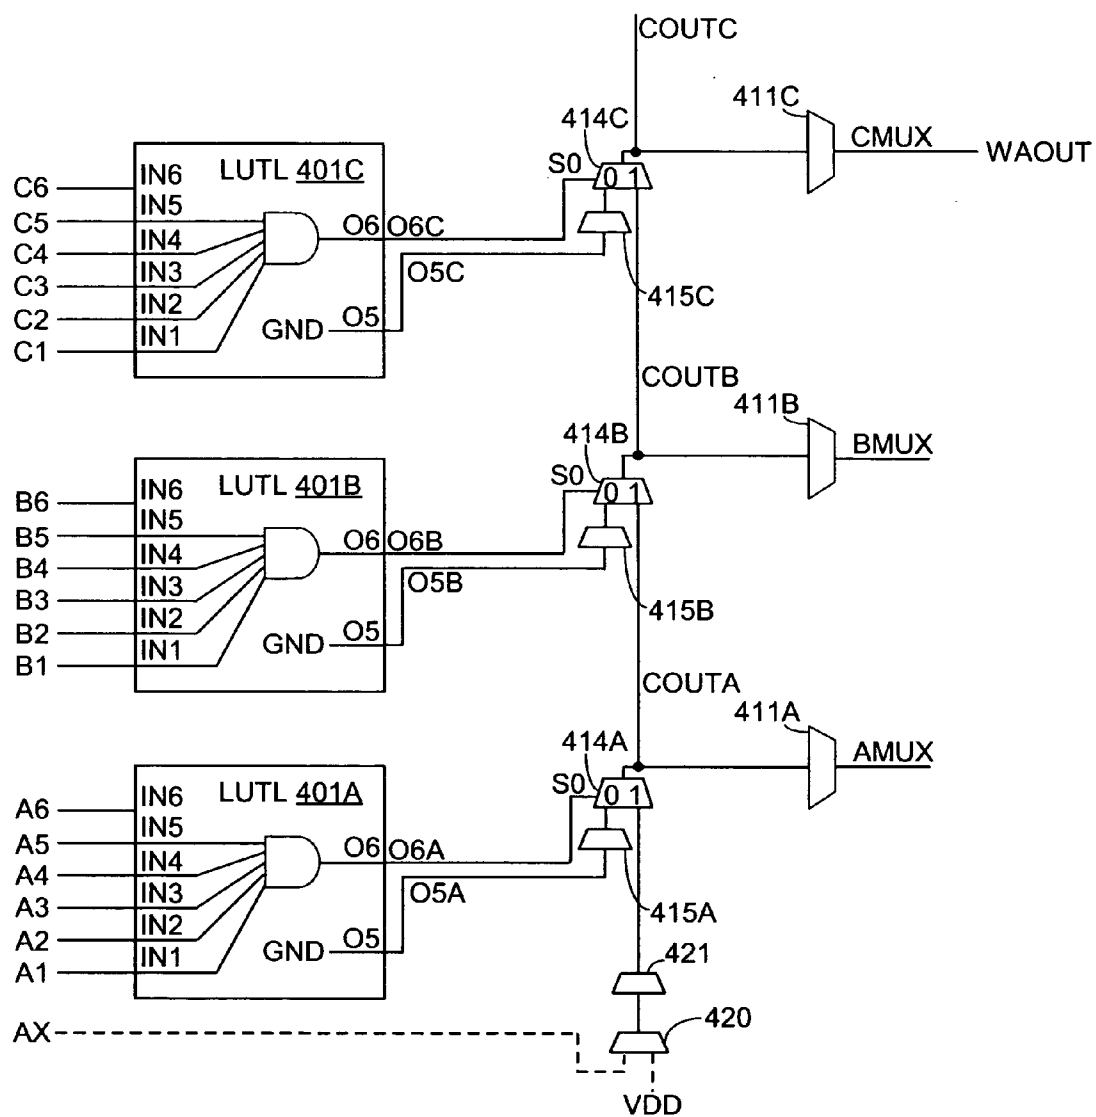 COUTC
411C
414C
CMUX
WAOUT
S0
0 1
LUTL 401C
C6 IN6
C5 IN5
C4 IN4
C3 IN3
C2 IN2
C1 IN1
O6 O6C
O5C
GND O5
415C
COUTB
411B
414B
BMUX
S0
0 1
LUTL 401B
B6 IN6
B5 IN5
B4 IN4
B3 IN3
B2 IN2
B1 IN1
O6 O6B
O5B
GND O5
415B
COUTA
411A
414A
AMUX
S0
0 1
LUTL 401A
A6 IN6
A5 IN5
A4 IN4
A3 IN3
A2 IN2
A1 IN1
O6 O6A
O5A
GND O5
415A
421
AX
420
VDD